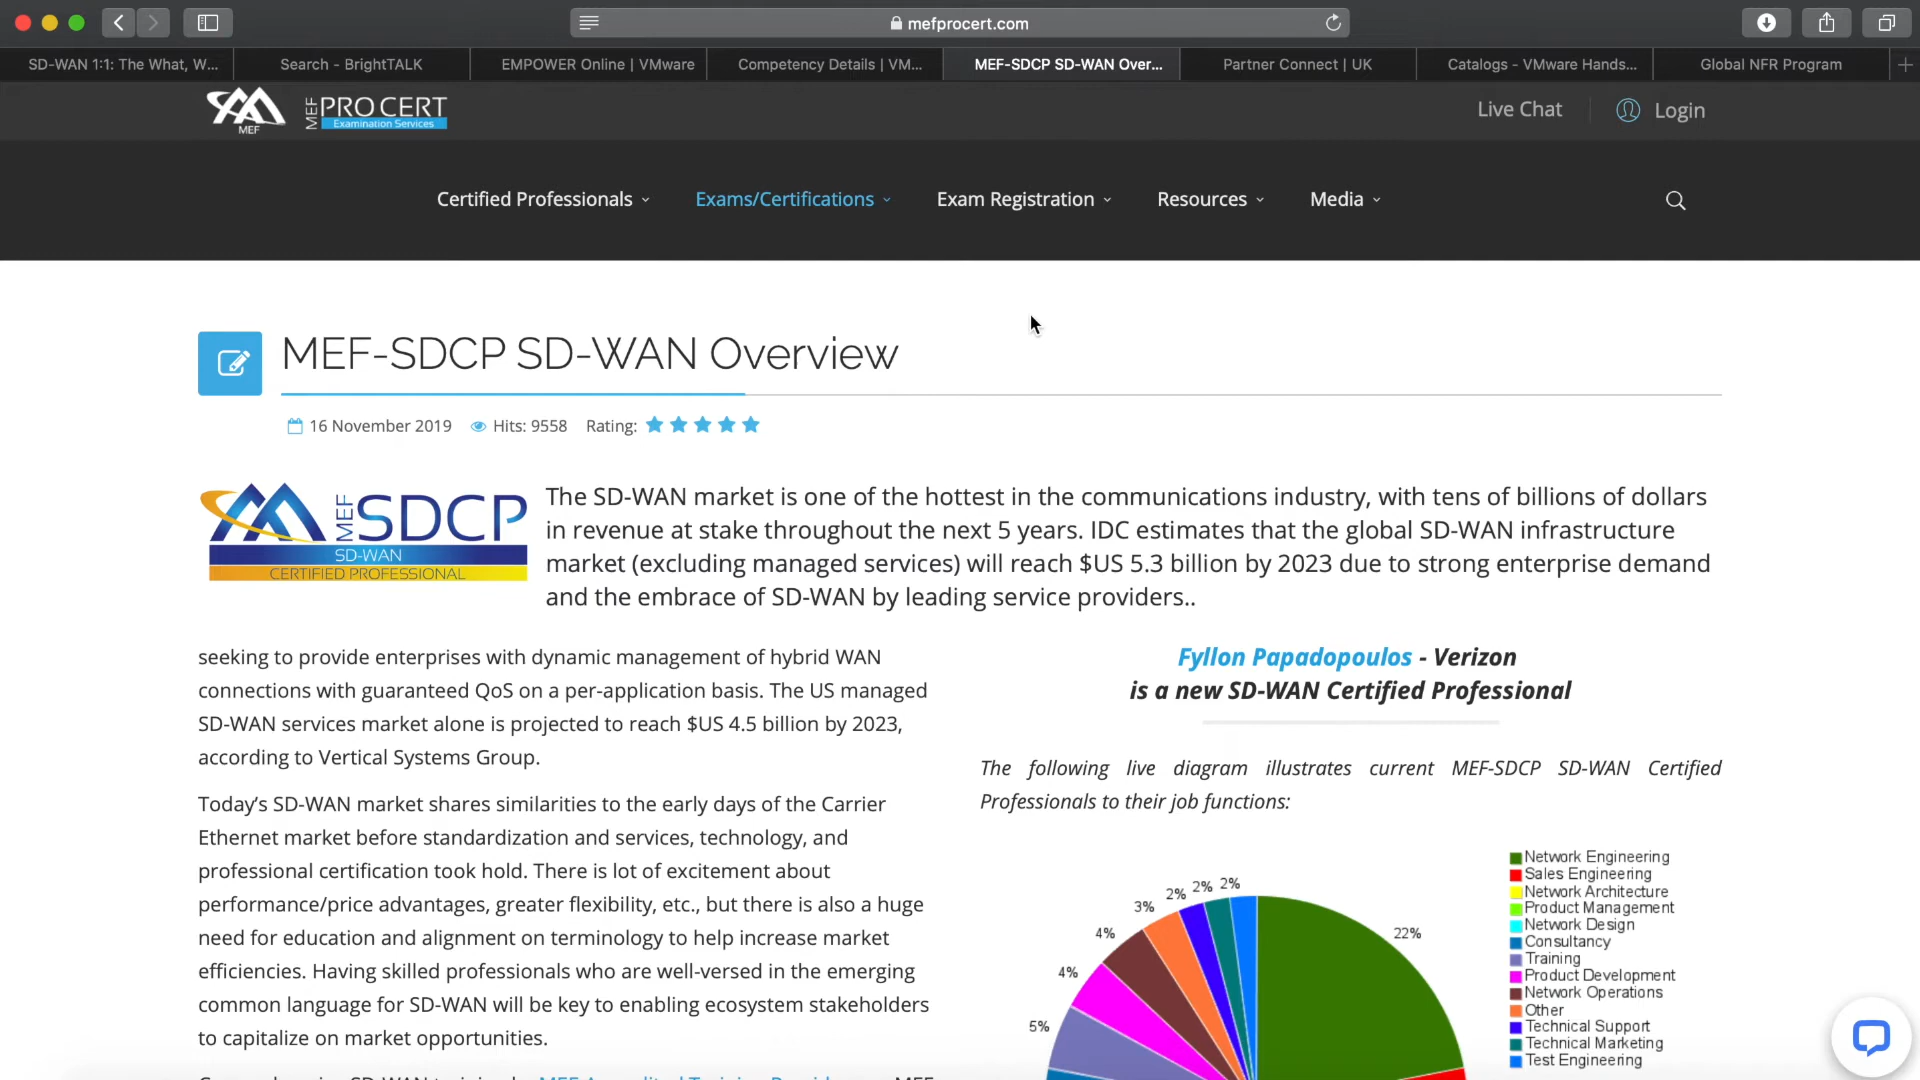 mefprocert.com
SD-WAN 1:1: The What, W...
Search - BrightTALK
EMPOWER Online | VMware
Competency Details | VM...
MEF-SDCP SD-WAN Over...
Partner Connect | UK
Catalogs - VMware Hands...
Global NFR Program
MEF
MEF PRO CERT
Examination Services
Live Chat
Login
Certified Professionals
Exams/Certifications
Exam Registration
Resources
Media
MEF-SDCP SD-WAN Overview
16 November 2019 Hits: 9558 Rating:
MEF SDCP
SD-WAN
CERTIFIED PROFESSIONAL
The SD-WAN market is one of the hottest in the communications industry, with tens of billions of dollars
in revenue at stake throughout the next 5 years. IDC estimates that the global SD-WAN infrastructure
market (excluding managed services) will reach $US 5.3 billion by 2023 due to strong enterprise demand
and the embrace of SD-WAN by leading service providers..
seeking to provide enterprises with dynamic management of hybrid WAN
connections with guaranteed QoS on a per-application basis. The US managed
SD-WAN services market alone is projected to reach $US 4.5 billion by 2023,
according to Vertical Systems Group.
Today's SD-WAN market shares similarities to the early days of the Carrier
Ethernet market before standardization and services, technology, and
professional certification took hold. There is lot of excitement about
performance/price advantages, greater flexibility, etc., but there is also a huge
need for education and alignment on terminology to help increase market
efficiencies. Having skilled professionals who are well-versed in the emerging
common language for SD-WAN will be key to enabling ecosystem stakeholders
to capitalize on market opportunities.
Fyllon Papadopoulos - Verizon
is a new SD-WAN Certified Professional
The following live diagram illustrates current MEF-SDCP SD-WAN Certified
Professionals to their job functions:
2%
2%
2%
3%
4%
4%
5%
22%
Network Engineering
Sales Engineering
Network Architecture
Product Management
Network Design
Consultancy
Training
Product Development
Network Operations
Other
Technical Support
Technical Marketing
Test Engineering